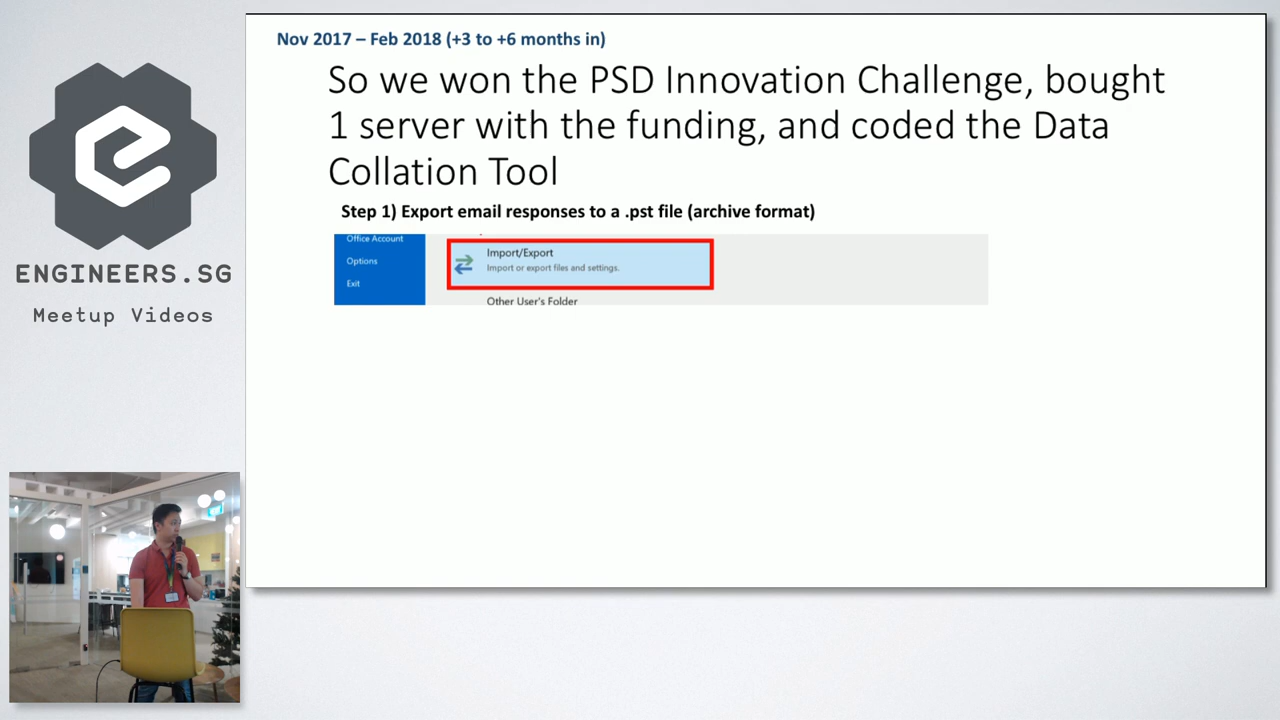 Nov 2017 – Feb 2018 (+3 to +6 months in)
So we won the PSD Innovation Challenge, bought
1 server with the funding, and coded the Data
Collation Tool
Step 1) Export email responses to a .pst file (archive format)
Office Account
Options
Exit
Import/Export
Import or export files and settings.
Other User's Folder
ENGINEERS.SG
Meetup Videos